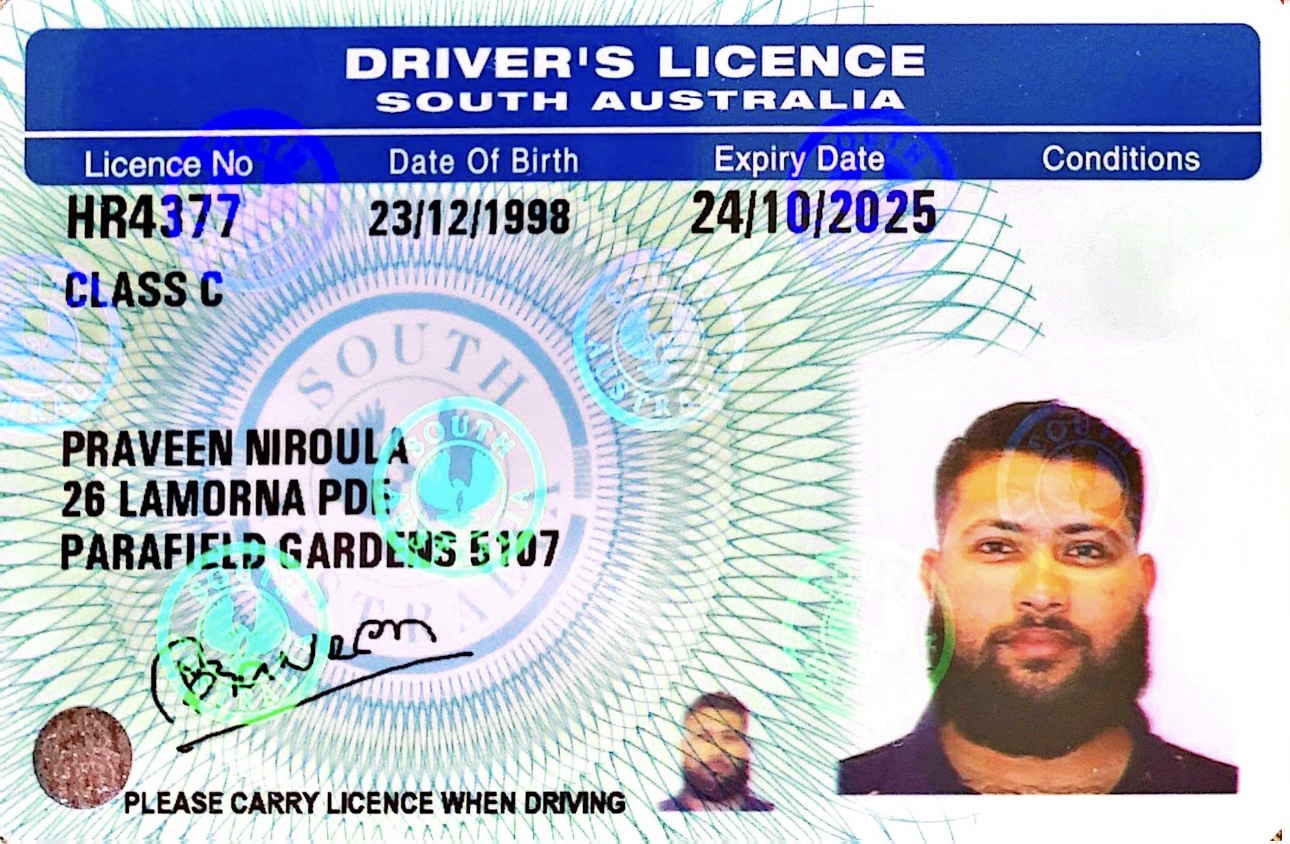 DRIVER'S LICENCE
SOUTH AUSTRALIA
Licence No Date Of Birth Expiry Date Conditions
HR4377 23/12/1998 24/10/2025
CLASS C
SOUTH AUSTRALIA
PRAVEEN NIROULA
26 LAMORNA PDE
PARAFIELD GARDENS 5107
Praveen
PLEASE CARRY LICENCE WHEN DRIVING